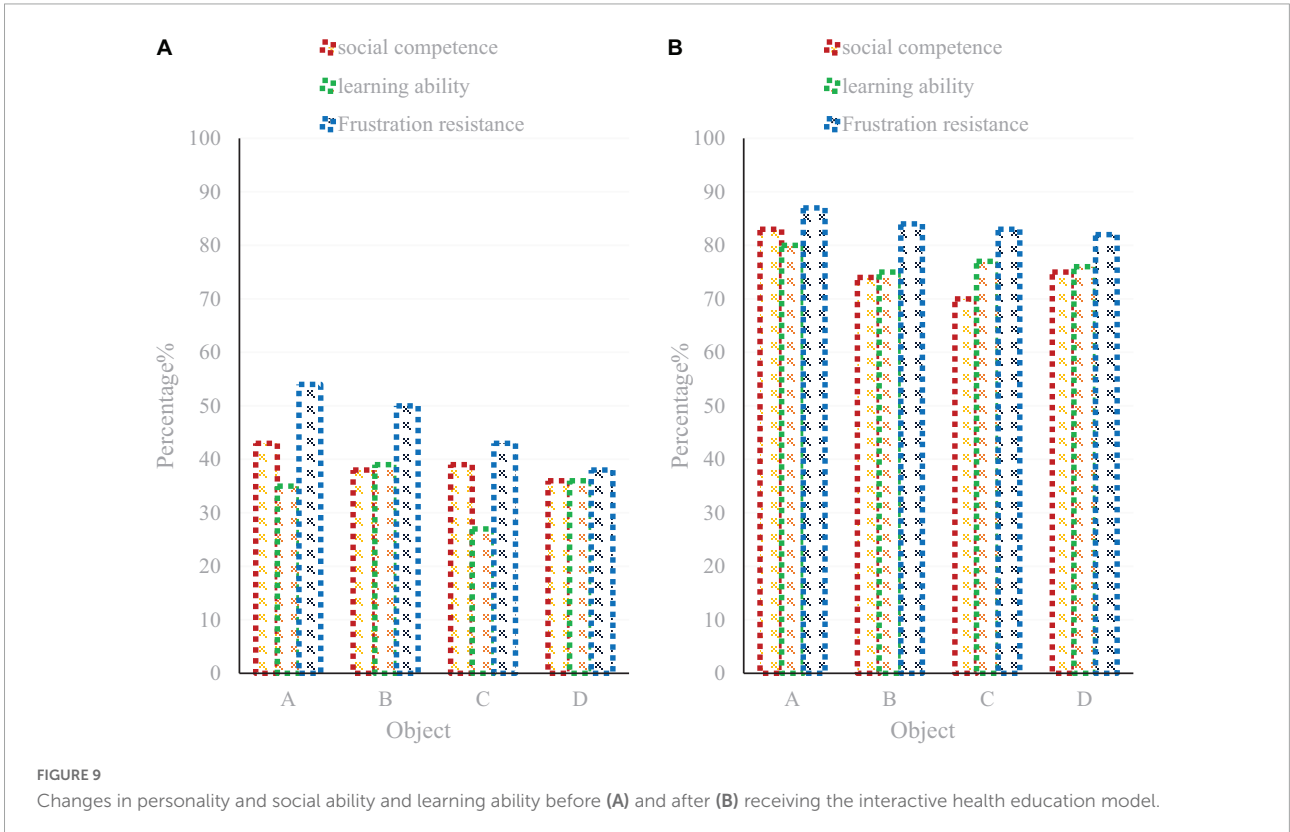 A
social competence
learning ability
Frustration resistance
100
90
80
70
60
50
40
30
20
10
0
Percentage%
A B C D
Object
B
social competence
learning ability
Frustration resistance
100
90
80
70
60
50
40
30
20
10
0
Percentage%
A B C D
Object
FIGURE 9
Changes in personality and social ability and learning ability before (A) and after (B) receiving the interactive health education model.